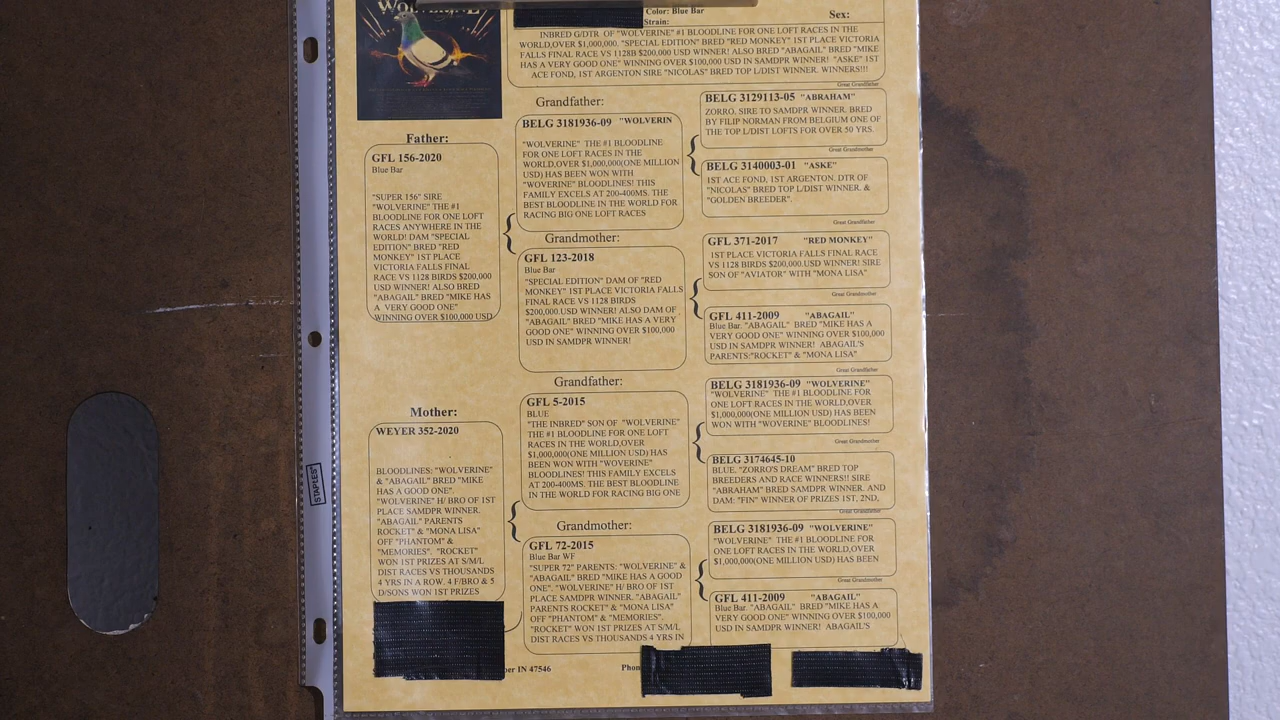 WOLVERINE
Color: Blue Bar
Strain:
Sex:
INBRED G/DTR OF "WOLVERINE" #1 BLOODLINE FOR ONE LOFT RACES IN THE
WORLD,OVER $1,000,000. "SPECIAL EDITION" BRED "RED MONKEY" 1ST PLACE VICTORIA
FALLS FINAL RACE VS 1128B $200,000 USD WINNER! ALSO BRED "ABAGAIL" BRED "MIKE
HAS A VERY GOOD ONE" WINNING OVER $100,000 USD IN SAMDPR WINNER! "ASKE" 1ST
ACE FOND, 1ST ARGENTON SIRE "NICOLAS" BRED TOP L/DIST WINNER. WINNERS!!!
Father:
GFL 156-2020
Blue Bar
"SUPER 156" SIRE
"WOLVERINE" THE #1
BLOODLINE FOR ONE LOFT
RACES ANYWHERE IN THE
WORLD! DAM "SPECIAL
EDITION" BRED "RED
MONKEY" 1ST PLACE
VICTORIA FALLS FINAL
RACE VS 1128 BIRDS $200,000
USD WINNER! ALSO BRED
"ABAGAIL" BRED "MIKE HAS
A VERY GOOD ONE"
WINNING OVER $100,000 USD
Mother:
WEYER 352-2020
BLOODLINES: "WOLVERINE"
& "ABAGAIL" BRED "MIKE
HAS A GOOD ONE".
"WOLVERINE" H/ BRO OF 1ST
PLACE SAMDPR WINNER.
"ABAGAIL" PARENTS
ROCKET" & "MONA LISA"
OFF "PHANTOM" &
"MEMORIES". "ROCKET"
WON 1ST PRIZES AT S/M/L
DIST RACES VS THOUSANDS
4 YRS IN A ROW. 4 F/BRO & 5
D/SONS WON 1ST PRIZES
Grandfather:
BELG 3181936-09 "WOLVERIN
"WOLVERINE" THE #1 BLOODLINE
FOR ONE LOFT RACES IN THE
WORLD,OVER $1,000,000(ONE MILLION
USD) HAS BEEN WON WITH
"WOVERINE" BLOODLINES! THIS
FAMILY EXCELS AT 200-400MS. THE
BEST BLOODLINE IN THE WORLD FOR
RACING BIG ONE LOFT RACES
Grandmother:
GFL 123-2018
Blue Bar
"SPECIAL EDITION" DAM OF "RED
MONKEY" 1ST PLACE VICTORIA FALLS
FINAL RACE VS 1128 BIRDS
$200,000.USD WINNER! ALSO DAM OF
"ABAGAIL" BRED "MIKE HAS A VERY
GOOD ONE" WINNING OVER $100,000
USD IN SAMDPR WINNER!
Grandfather:
GFL 5-2015
BLUE
"THE INBRED" SON OF "WOLVERINE"
THE #1 BLOODLINE FOR ONE LOFT
RACES IN THE WORLD,OVER
$1,000,000(ONE MILLION USD) HAS
BEEN WON WITH "WOVERINE"
BLOODLINES! THIS FAMILY EXCELS
AT 200-400MS. THE BEST BLOODLINE
IN THE WORLD FOR RACING BIG ONE
Grandmother:
GFL 72-2015
Blue Bar WF
"SUPER 72" PARENTS: "WOLVERINE" &
"ABAGAIL" BRED "MIKE HAS A GOOD
ONE". "WOLVERINE" H/ BRO OF 1ST
PLACE SAMDPR WINNER. "ABAGAIL"
PARENTS ROCKET" & "MONA LISA"
OFF "PHANTOM" & "MEMORIES".
"ROCKET" WON 1ST PRIZES AT S/M/L
DIST RACES VS THOUSANDS 4 YRS IN
Great Grandfather
BELG 3129113-05 "ABRAHAM"
ZORRO, SIRE TO SAMDPR WINNER. BRED
BY FILIP NORMAN FROM BELGIUM ONE OF
THE TOP L/DIST LOFTS FOR OVER 50 YRS.
Great Grandmother
BELG 3140003-01 "ASKE"
1ST ACE FOND, 1ST ARGENTON, DTR OF
"NICOLAS" BRED TOP L/DIST WINNER. &
"GOLDEN BREEDER".
Great Grandfather
GFL 371-2017 "RED MONKEY"
1ST PLACE VICTORIA FALLS FINAL RACE
VS 1128 BIRDS $200,000.USD WINNER! SIRE
SON OF "AVIATOR" WITH "MONA LISA"
Great Grandmother
GFL 411-2009 "ABAGAIL"
Blue Bar. "ABAGAIL" BRED "MIKE HAS A
VERY GOOD ONE" WINNING OVER $100,000
USD IN SAMDPR WINNER! ABAGAIL'S
PARENTS:"ROCKET" & "MONA LISA"
Great Grandfather
BELG 3181936-09 "WOLVERINE"
"WOLVERINE" THE #1 BLOODLINE FOR
ONE LOFT RACES IN THE WORLD,OVER
$1,000,000(ONE MILLION USD) HAS BEEN
WON WITH "WOVERINE" BLOODLINES!
Great Grandmother
BELG 3174645-10
BLUE. "ZORRO'S DREAM" BRED TOP
BREEDERS AND RACE WINNERS!! SIRE
"ABRAHAM" BRED SAMDPR WINNER. AND
DAM: "FIN" WINNER OF PRIZES 1ST, 2ND,
Great Grandfather
BELG 3181936-09 "WOLVERINE"
"WOLVERINE" THE #1 BLOODLINE FOR
ONE LOFT RACES IN THE WORLD,OVER
$1,000,000(ONE MILLION USD) HAS BEEN
Great Grandmother
GFL 411-2009 "ABAGAIL"
Blue Bar. "ABAGAIL" BRED "MIKE HAS A
VERY GOOD ONE" WINNING OVER $100,000
USD IN SAMDPR WINNER! ABAGAIL'S
per IN 47546
Phon
STAPLES